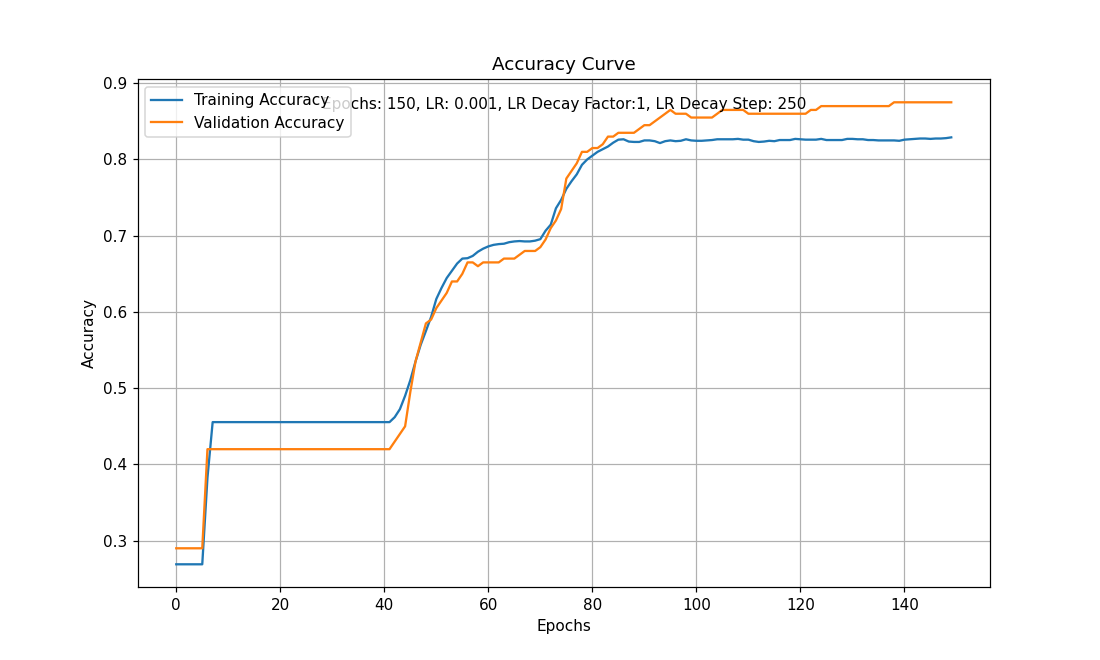 Accuracy Curve
Epochs: 150, LR: 0.001, LR Decay Factor:1, LR Decay Step: 250
Training Accuracy
Validation Accuracy
0.9
0.8
0.7
0.6
0.5
0.4
0.3
Accuracy
0 20 40 60 80 100 120 140
Epochs